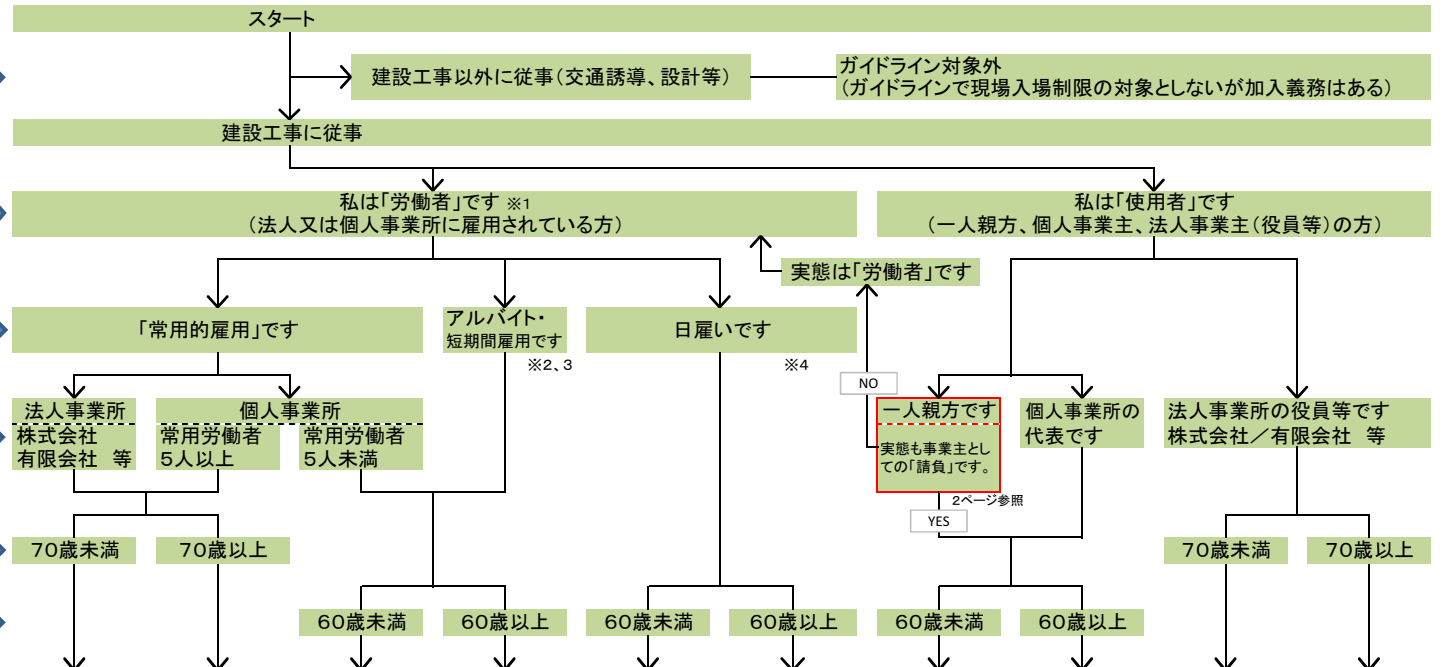 スタート
建設工事以外に従事(交通誘導、設計等)
ガイドライン対象外
(ガイドラインで現場入場制限の対象としないが加入義務はある)
建設工事に従事
私は「労働者」です ※1
(法人又は個人事業所に雇用されている方)
私は「使用者」です
(一人親方、個人事業主、法人事業主(役員等)の方)
実態は「労働者」です
「常用的雇用」です
アルバイト・
短期間雇用です
※2、3
日雇いです
※4
NO
法人事業所
株式会社
有限会社 等
個人事業所
常用労働者
5人以上
常用労働者
5人未満
一人親方です
実態も事業主とし
ての「請負」です。
2ページ参照
YES
個人事業所の
代表です
法人事業所の役員等です
株式会社/有限会社 等
70歳未満
70歳以上
70歳未満
70歳以上
60歳未満
60歳以上
60歳未満
60歳以上
60歳未満
60歳以上